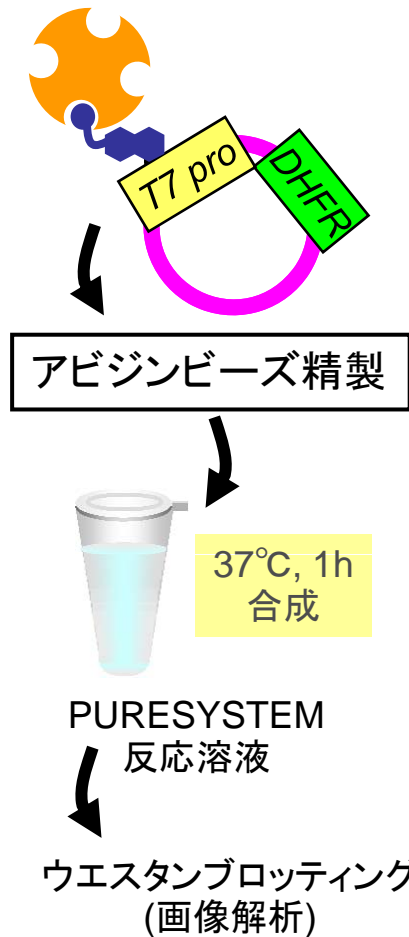 T7 pro
DHFR
アビジンビーズ精製
37℃, 1h
合成
PURESYSTEM
反応溶液
ウエスタンブロッティング
(画像解析)